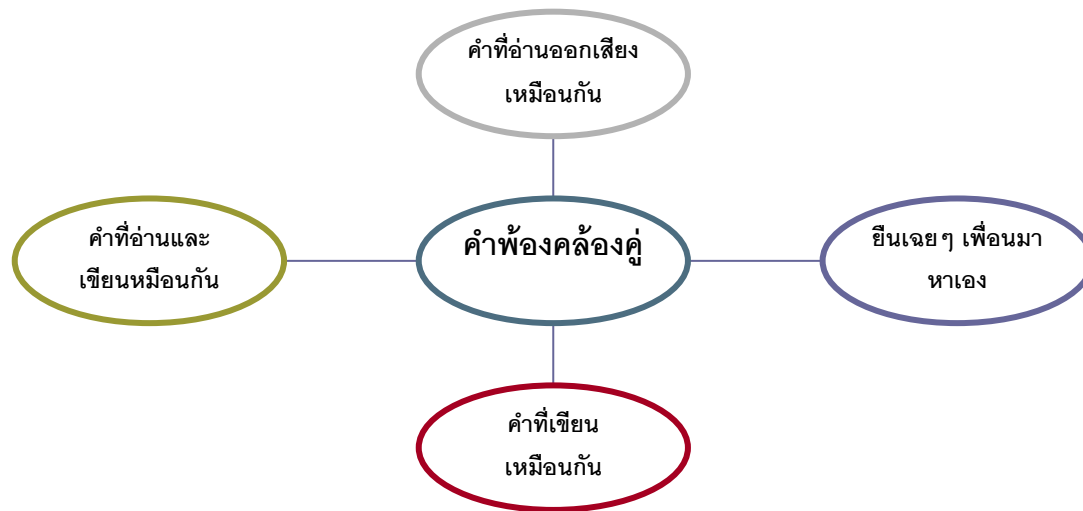 คำที่อ่านออกเสียง
เหมือนกัน
คำที่อ่านและ
เขียนหมือนกัน
คำพ้องคล้องคู่
ยืนเฉยๆ เพื่อนมา
หาเอง
คำที่เขียน
เหมือนกัน